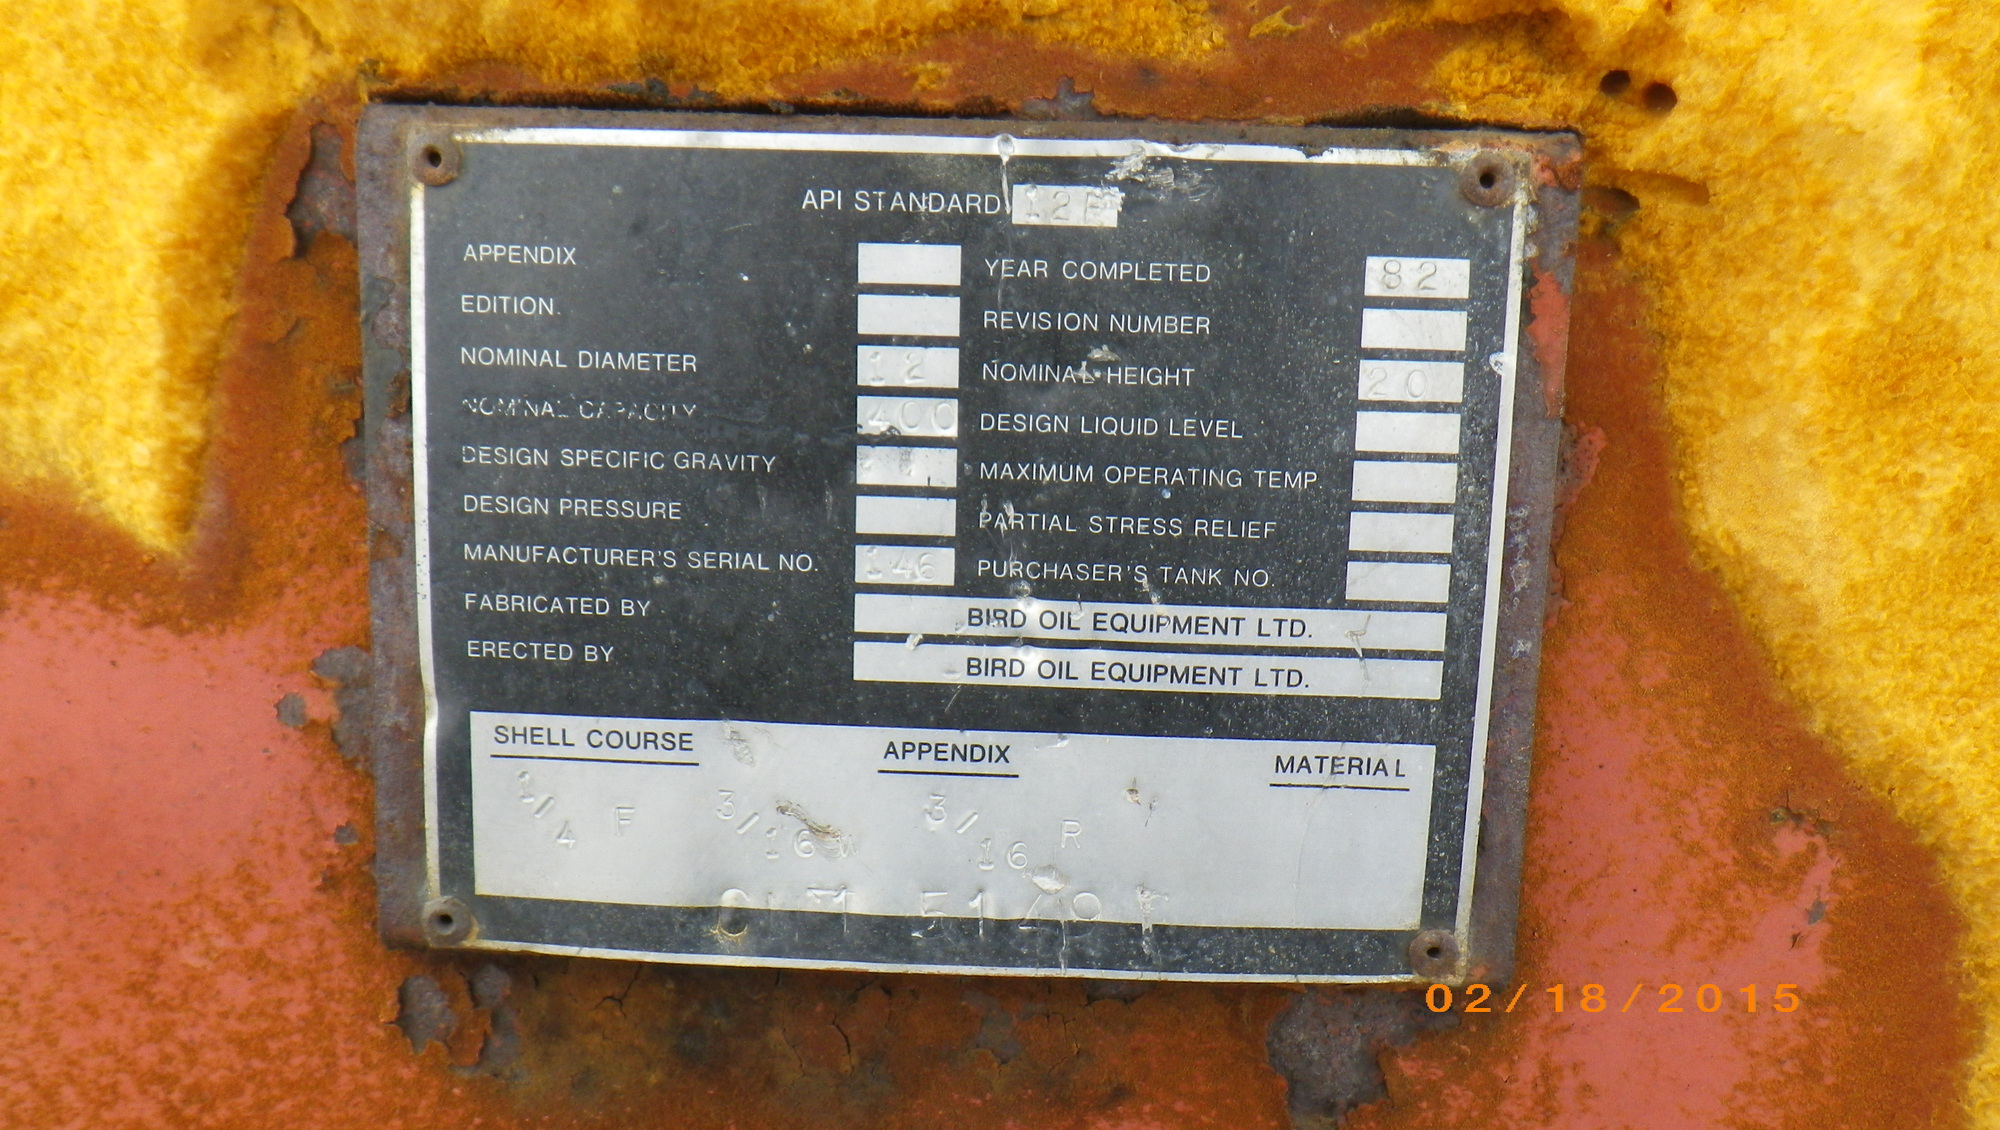 API STANDARD 12F
APPENDIX
EDITION
NOMINAL DIAMETER 12
NOMINAL CAPACITY 400
DESIGN SPECIFIC GRAVITY
DESIGN PRESSURE
MANUFACTURER'S SERIAL NO. 146
YEAR COMPLETED 82
REVISION NUMBER
NOMINAL HEIGHT 20
DESIGN LIQUID LEVEL
MAXIMUM OPERATING TEMP.
PARTIAL STRESS RELIEF
PURCHASER'S TANK NO.
FABRICATED BY BIRD OIL EQUIPMENT LTD.
ERECTED BY BIRD OIL EQUIPMENT LTD.
SHELL COURSE APPENDIX MATERIAL
1/4 F 3/16 W 3/16 R
02/18/2015